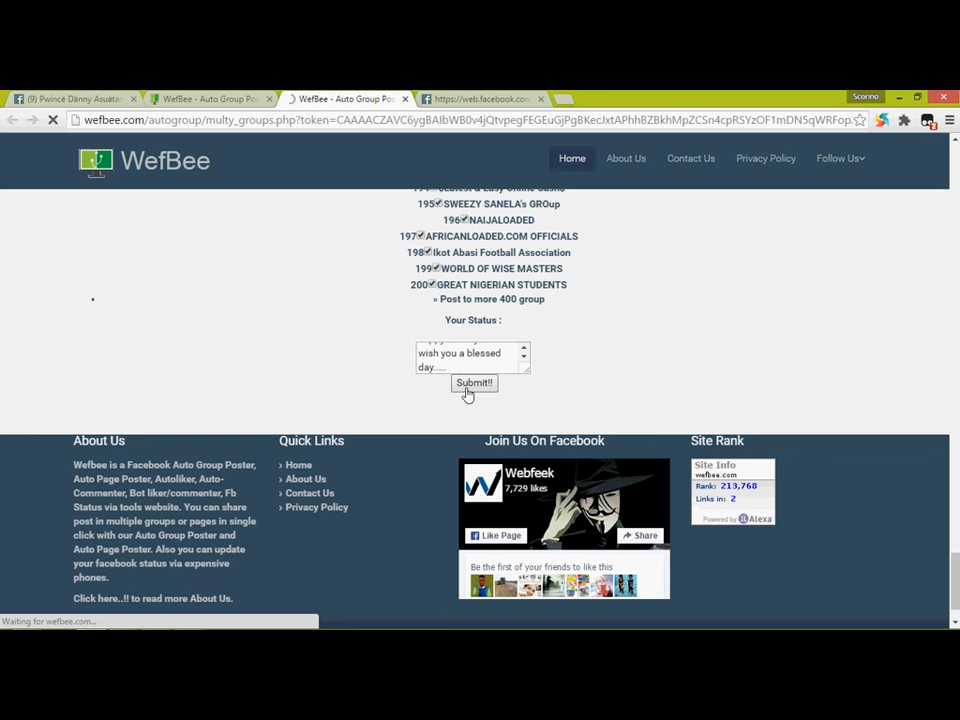 (9) Pwincè Dänny Asuatan
WefBee - Auto Group Pos
WefBee - Auto Group Pos
https://web.facebook.com
Scorino
wefbee.com/autogroup/multy_groups.php?token=
WefBee
Home
About Us
Contact Us
Privacy Policy
Follow Us
195 SWEEZY SANELA's GROup
196 NAIJALOADED
197 AFRICANLOADED.COM OFFICIALS
198 Ikot Abasi Football Association
199 WORLD OF WISE MASTERS
200 GREAT NIGERIAN STUDENTS
» Post to more 400 group
Your Status :
wish you a blessed
day.....
Submit!!
About Us
Wefbee is a Facebook Auto Group Poster,
Auto Page Poster, Autoliker, Auto-
Commenter, Bot liker/commenter, Fb
Status via tools website. You can share
post in multiple groups or pages in single
click with our Auto Group Poster and
Auto Page Poster. Also you can update
your facebook status via expensive
phones.
Click here..!! to read more About Us.
Quick Links
› Home
› About Us
› Contact Us
› Privacy Policy
Join Us On Facebook
Webfeek
7,729 likes
Like Page
Share
Be the first of your friends to like this
Site Rank
Site Info
wefbee.com
Rank: 213,768
Links in: 2
Powered by Alexa
Waiting for wefbee.com...